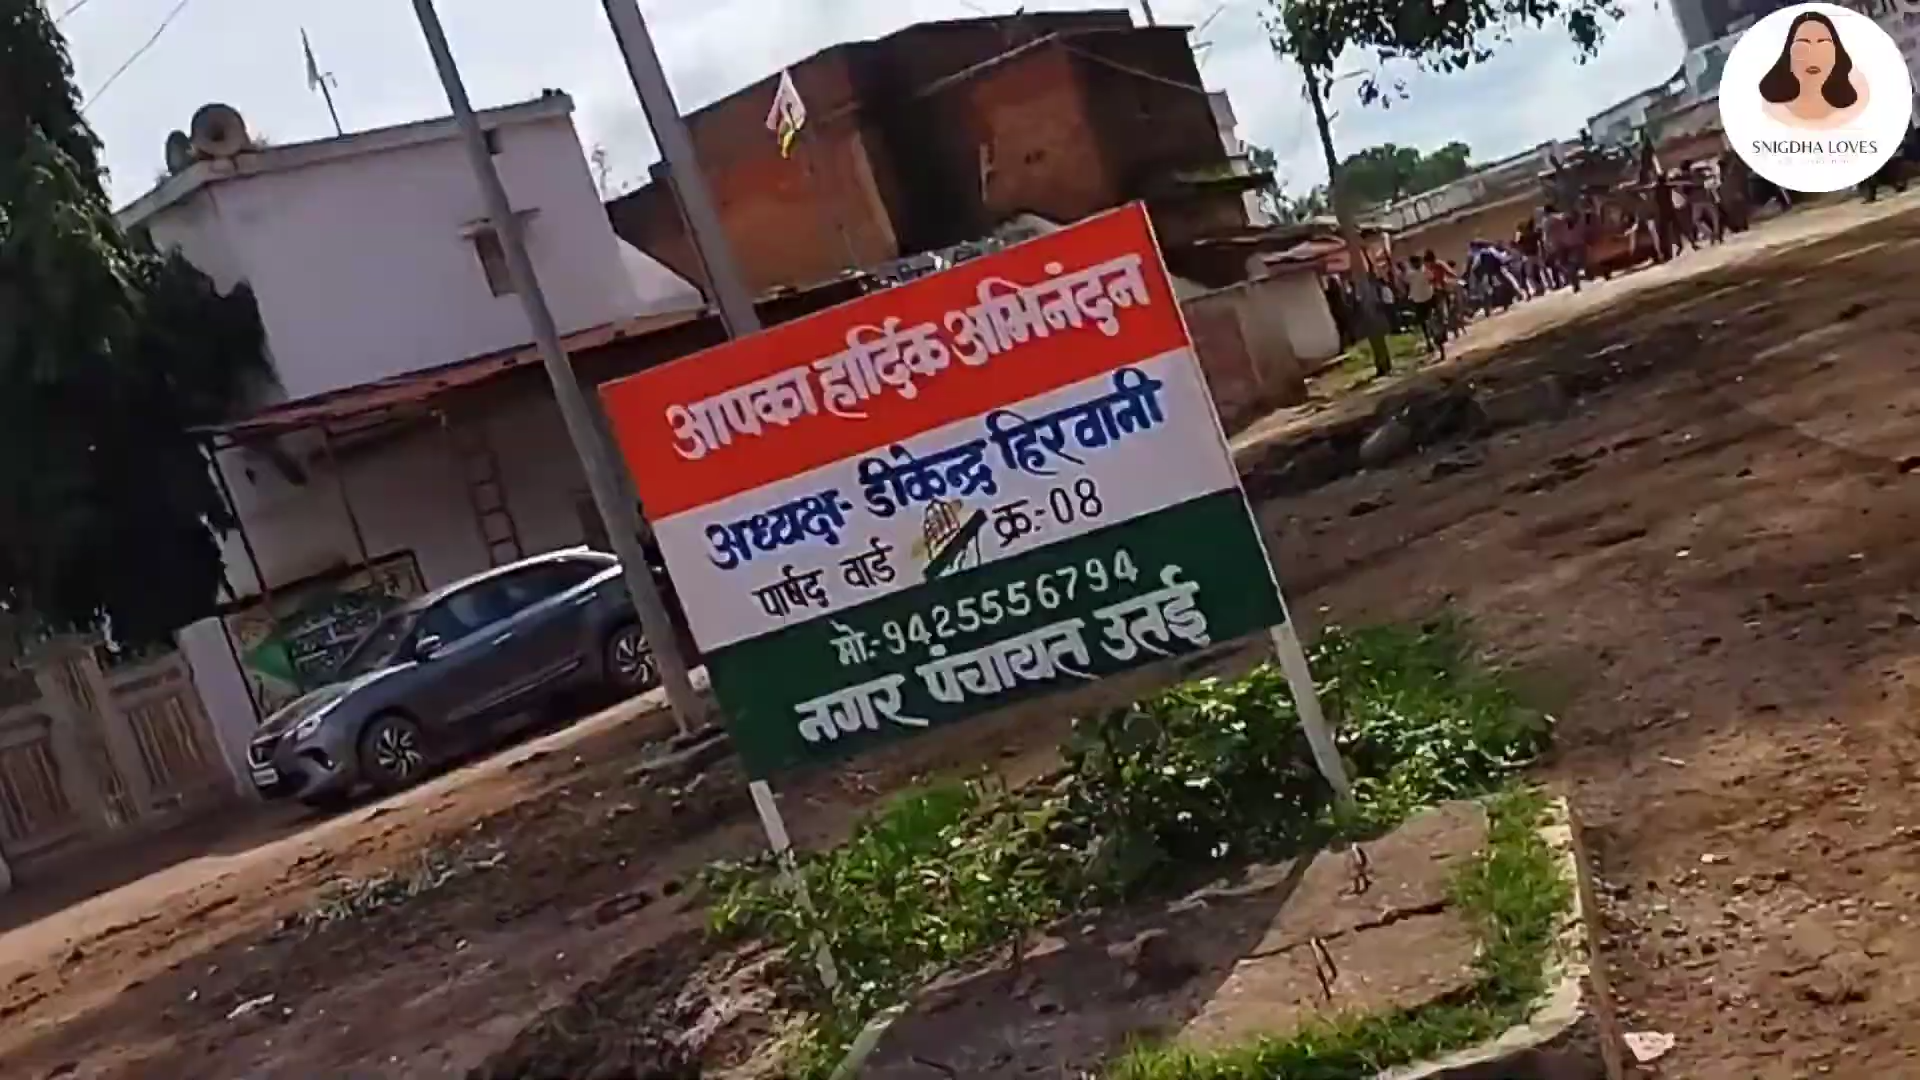 आपका हार्दिक अभिनंदन
अध्यक्ष- डीकेन्द्र हिरवानी
पार्षद वार्ड क्र.-08
मो.-9425556794
नगर पंचायत उतई
SNIGDHA LOVES